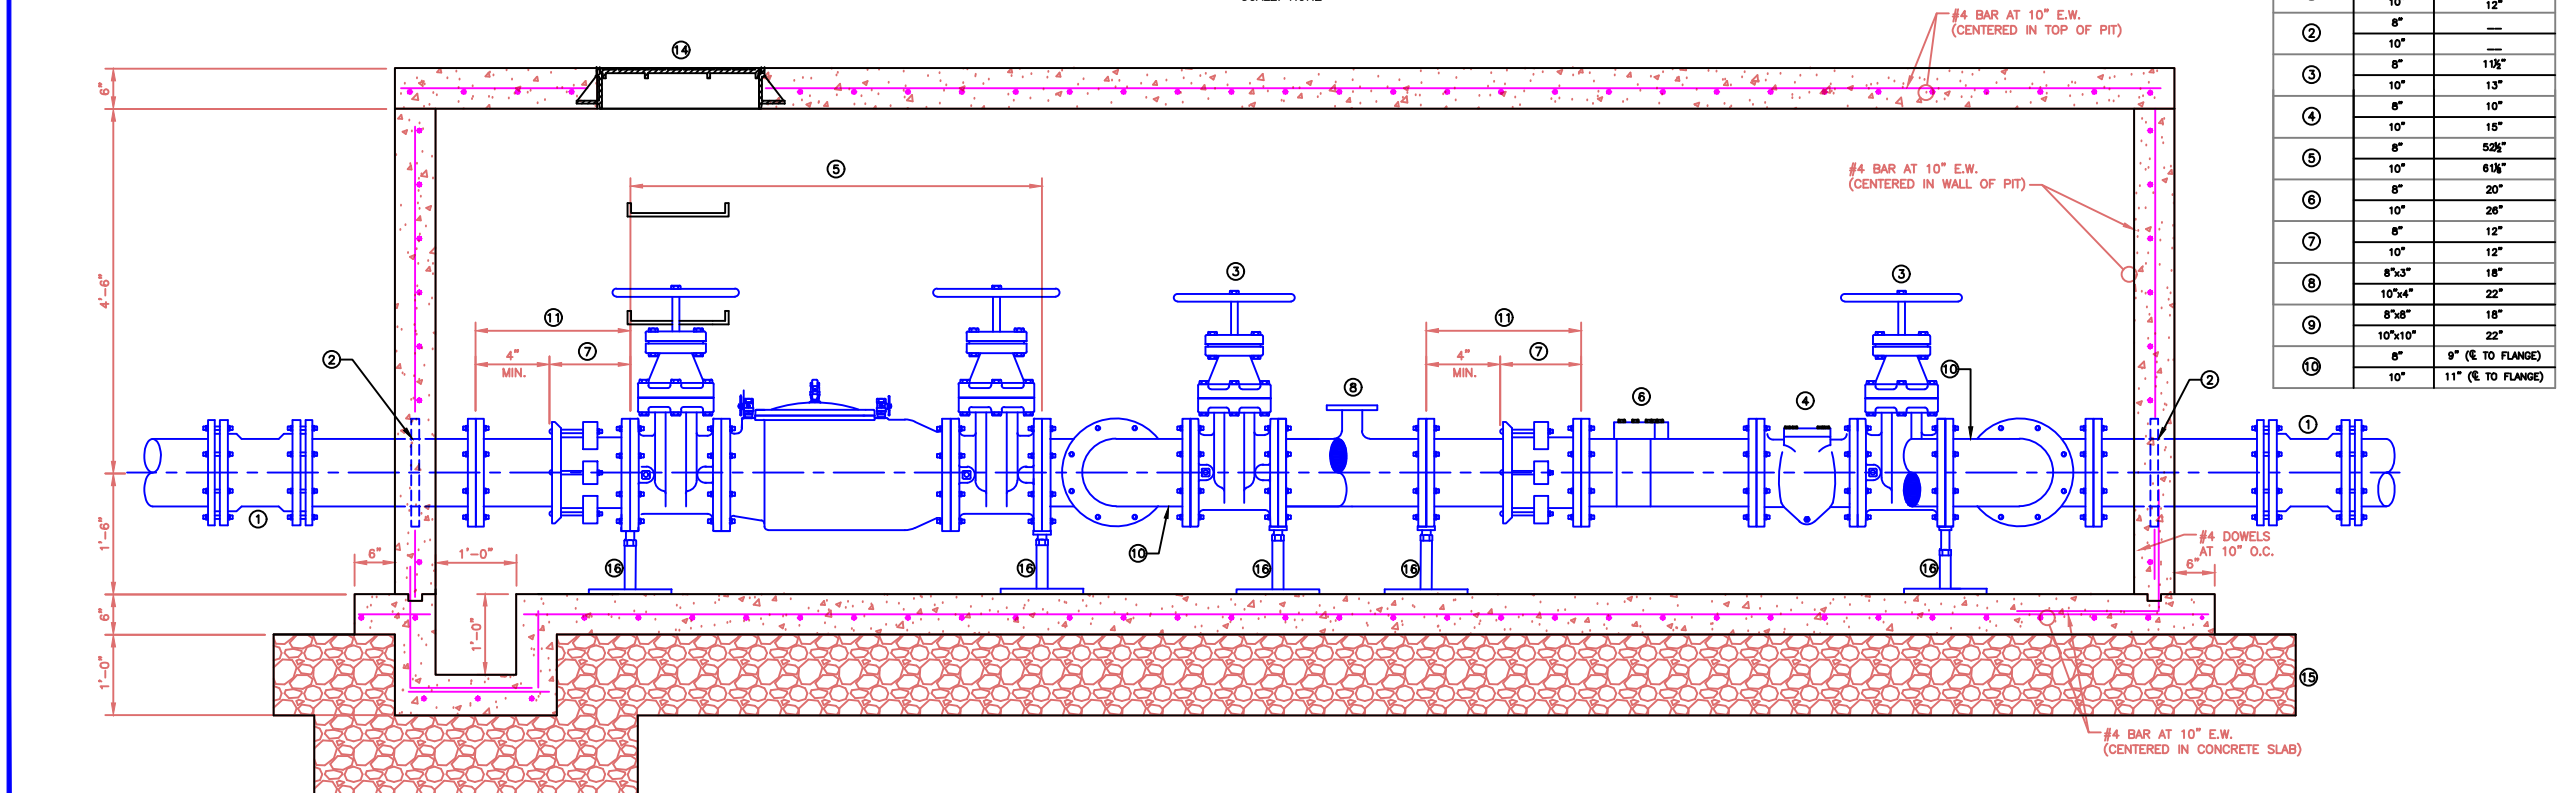 #4 BAR AT 10" E.W.
(CENTERED IN TOP OF PIT)
14
6"
5
#4 BAR AT 10" E.W.
(CENTERED IN WALL OF PIT)
4'-6"
3
3
11
11
2
4"
MIN.
7
8
4"
MIN.
7
6
4
10
2
1
1
1'-6"
10
6"
1'-0"
16
16
16
16
16
#4 DOWELS
AT 10" O.C.
6"
6"
1'-0"
1'-0"
15
#4 BAR AT 10" E.W.
(CENTERED IN CONCRETE SLAB)
10" 12"
2 8" __
10" __
3 8" 11½"
10" 13"
4 8" 10"
10" 15"
5 8" 52½"
10" 61⅛"
6 8" 20"
10" 26"
7 8" 12"
10" 12"
8 8"x3" 18"
10"x4" 22"
9 8"x8" 18"
10"x10" 22"
10 8" 9" (℄ TO FLANGE)
10" 11" (℄ TO FLANGE)